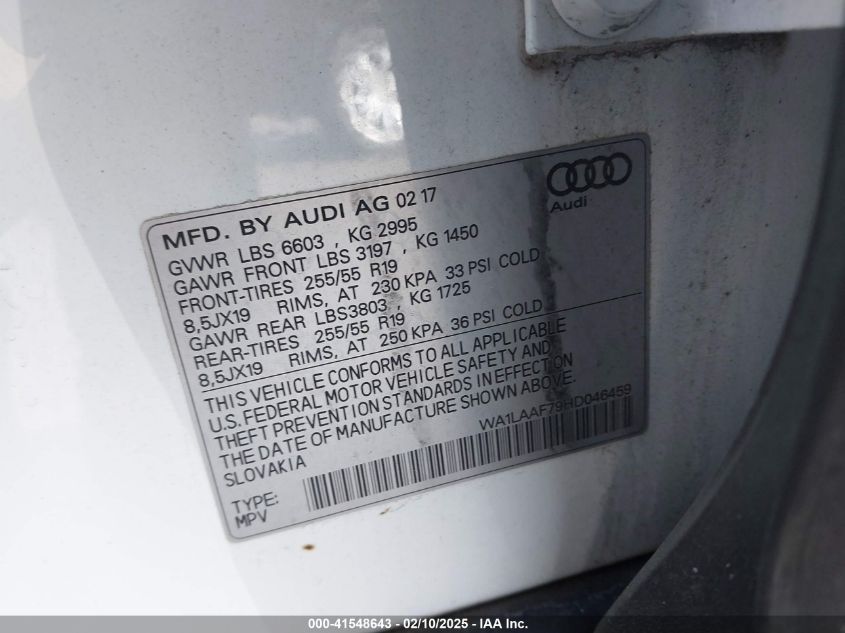 Audi
MFD. BY AUDI AG 02 17
GVWR LBS 6603 , KG 2995
GAWR FRONT LBS 3197 , KG 1450
FRONT-TIRES 255/55 R19
8,5JX19 RIMS, AT 230 KPA 33 PSI COLD
GAWR REAR LBS3803 , KG 1725
REAR-TIRES 255/55 R19
8,5JX19 RIMS, AT 250 KPA 36 PSI COLD
THIS VEHICLE CONFORMS TO ALL APPLICABLE
U.S. FEDERAL MOTOR VEHICLE SAFETY AND
THEFT PREVENTION STANDARDS IN EFFECT ON
THE DATE OF MANUFACTURE SHOWN ABOVE.
SLOVAKIA
WA1LAAF79HD046459
TYPE:
MPV
000-41548643 - 02/10/2025 - IAA Inc.